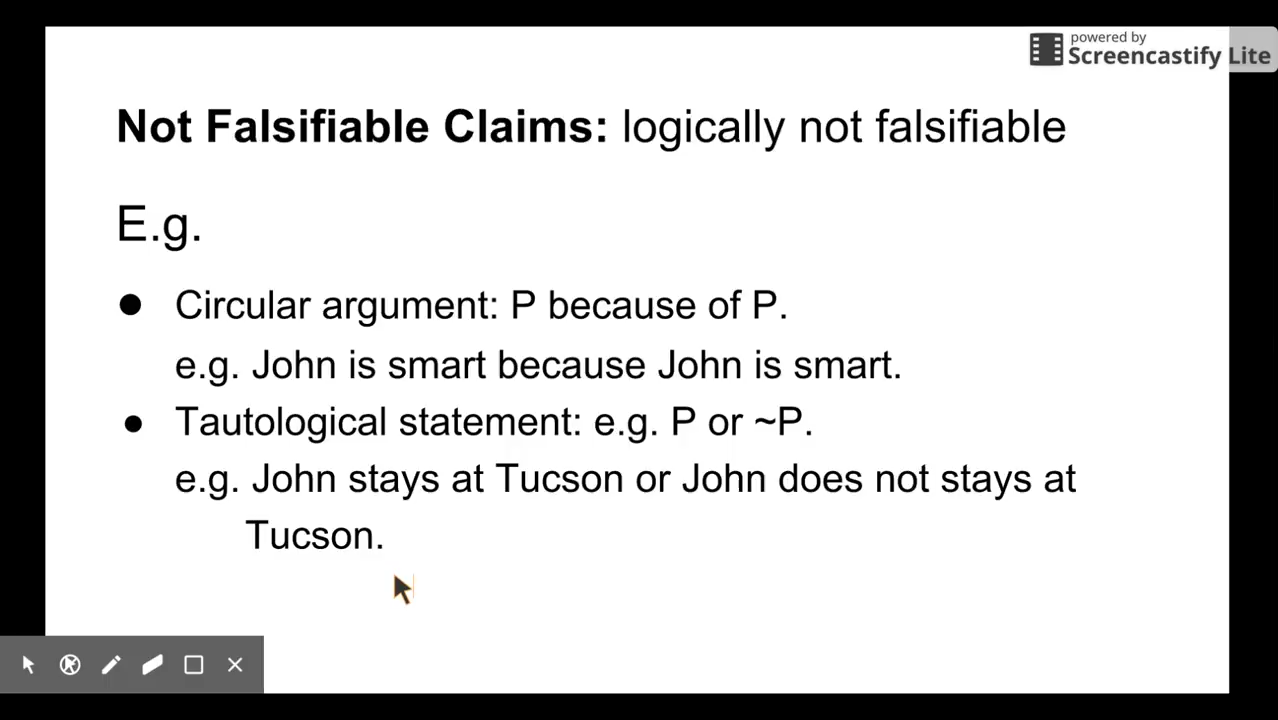 powered by
Screencastify Lite
Not Falsifiable Claims: logically not falsifiable
E.g.
● Circular argument: P because of P.
e.g. John is smart because John is smart.
● Tautological statement: e.g. P or ~P.
e.g. John stays at Tucson or John does not stays at
Tucson.